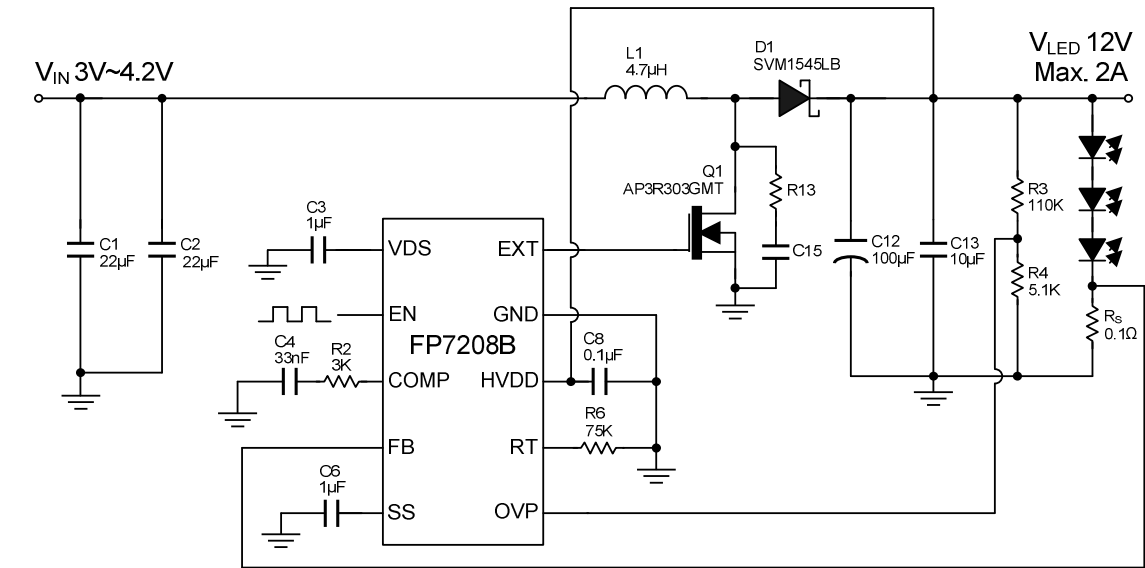 VIN 3V~4.2V
L1
4.7µH
D1
SVM1545LB
VLED 12V
Max. 2A
Q1
AP3R303GMT
R13
C15
C1
22µF
C2
22µF
C3
1µF
C12
100µF
C13
10µF
R3
110K
R4
5.1K
RS
0.1Ω
VDS
EXT
EN
GND
FP7208B
C4
33nF
R2
3K
COMP
HVDD
C8
0.1µF
R6
75K
FB
RT
C6
1µF
SS
OVP